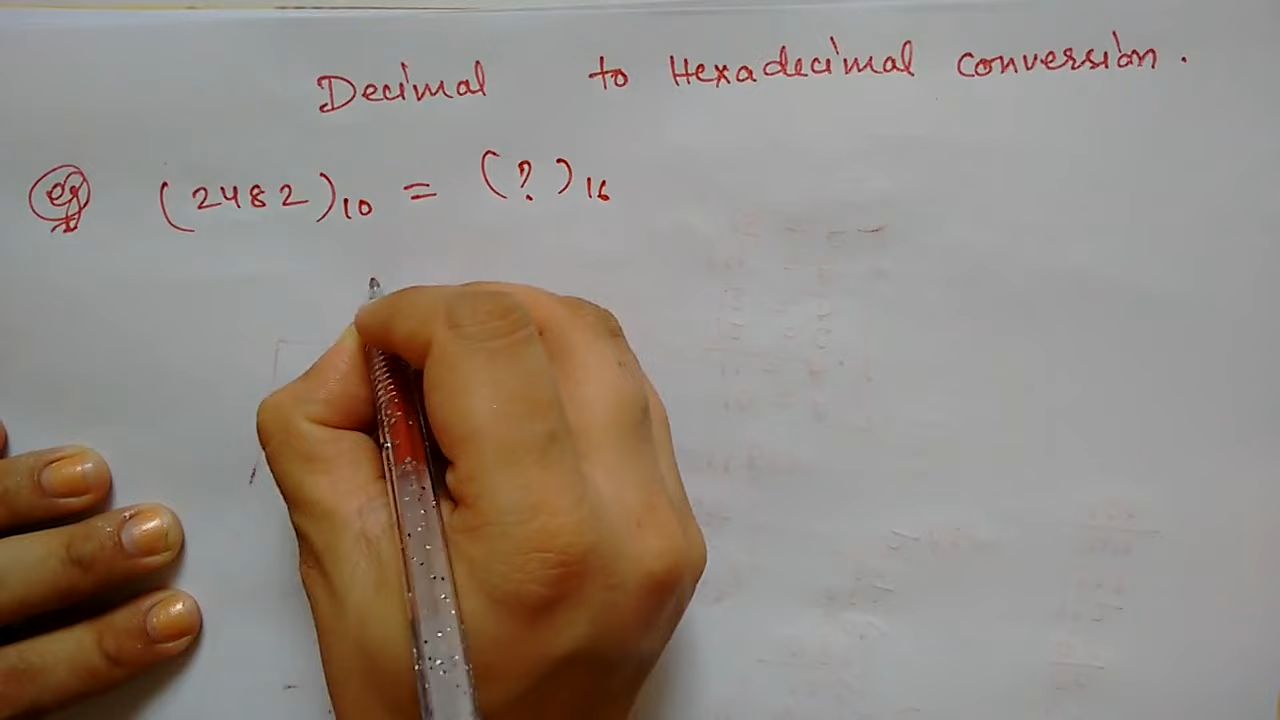 Decimal to Hexadecimal conversion.
eg (2482)10 = (?)16